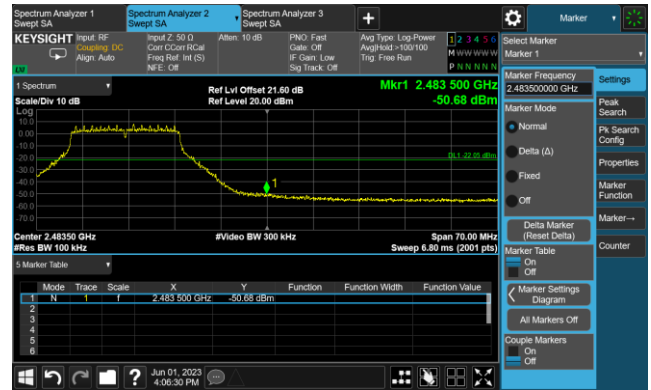 Spectrum Analyzer 1
Swept SA
Spectrum Analyzer 2
Swept SA
Spectrum Analyzer 3
Swept SA
+
Marker
KEYSIGHT
Input: RF
Coupling: DC
Align: Auto
Input Z: 50 Ω
Corr CCorr RCal
Freq Ref: Int (S)
NFE: Off
Atten: 10 dB
PNO: Fast
Gate: Off
IF Gain: Low
Sig Track: Off
Avg Type: Log-Power
Avg|Hold:>100/100
Trig: Free Run
1 2 3 4 5 6
M W W W W W
P N N N N N
Select Marker
Marker 1
1 Spectrum
Scale/Div 10 dB
Log
Ref Lvl Offset 21.60 dB
Ref Level 20.00 dBm
Mkr1 2.483 500 GHz
-50.68 dBm
10.0
0.00
-10.0
-20.0
-30.0
-40.0
-50.0
-60.0
-70.0
DL1 -22.05 dBm
1
Center 2.48350 GHz
#Res BW 100 kHz
#Video BW 300 kHz
Span 70.00 MHz
Sweep 6.80 ms (2001 pts)
5 Marker Table
Mode Trace Scale X Y Function Function Width Function Value
1 N 1 f 2.483 500 GHz -50.68 dBm
2
3
4
5
6
Marker Frequency
2.483500000 GHz
Marker Mode
Normal
Delta (Δ)
Fixed
Off
Delta Marker
(Reset Delta)
Marker Table
On
Off
Marker Settings
Diagram
All Markers Off
Couple Markers
On
Off
Settings
Peak
Search
Pk Search
Config
Properties
Marker
Function
Marker→
Counter
?
Jun 01, 2023
4:06:30 PM